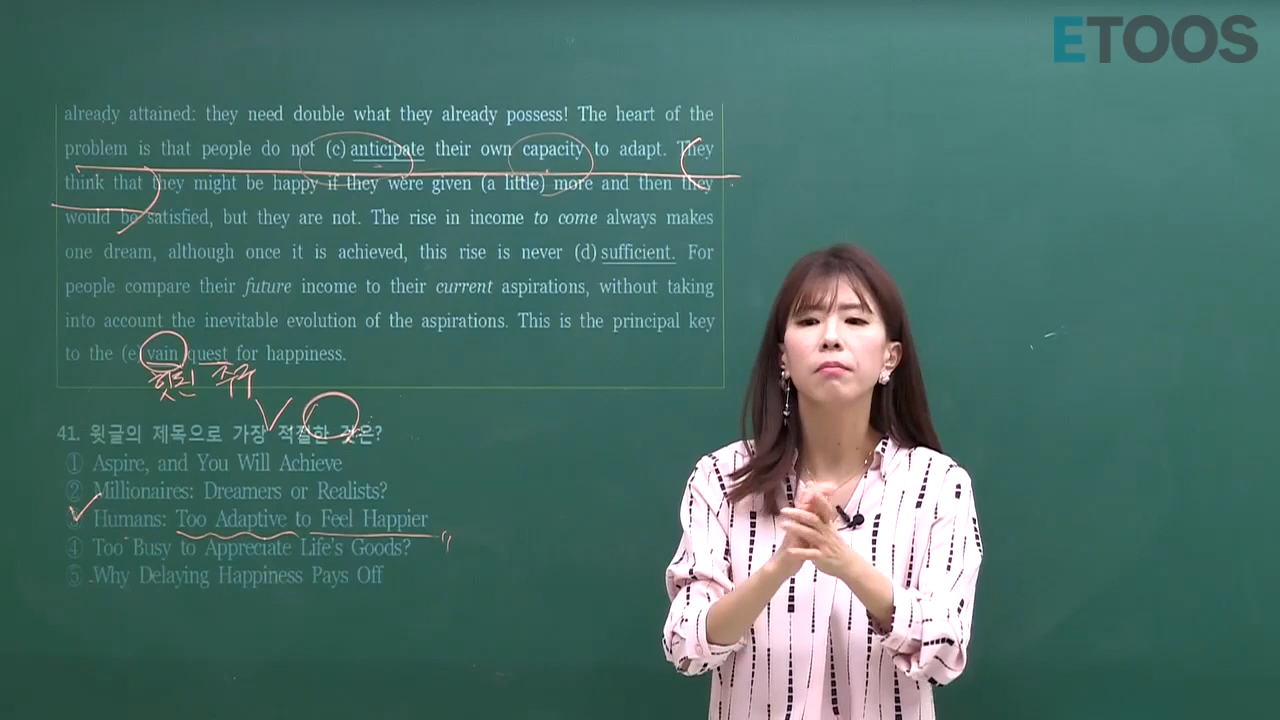 ETOOS
already attained: they need double what they already possess! The heart of the
problem is that people do not (c) anticipate their own capacity to adapt. They
think that they might be happy if they were given (a little) more and then they
would be satisfied, but they are not. The rise in income to come always makes
one dream, although once it is achieved, this rise is never (d) sufficient. For
people compare their future income to their current aspirations, without taking
into account the inevitable evolution of the aspirations. This is the principal key
to the (e) vain quest for happiness.
헛된 추구
41. 윗글의 제목으로 가장 적절한 것은?
① Aspire, and You Will Achieve
② Millionaires: Dreamers or Realists?
③ Humans: Too Adaptive to Feel Happier
④ Too Busy to Appreciate Life's Goods?
⑤ Why Delaying Happiness Pays Off